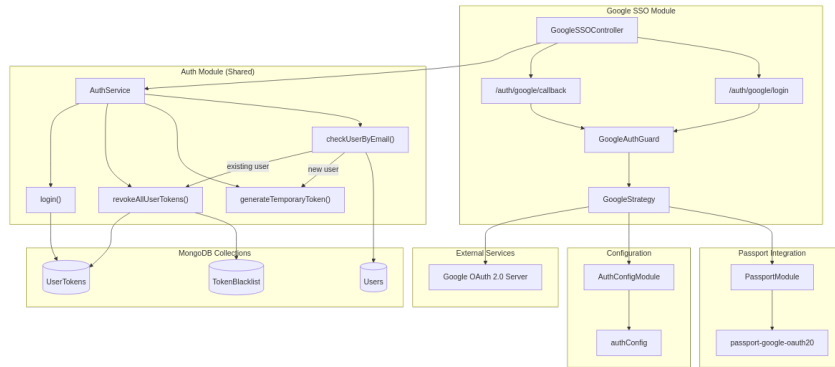 Google SSO Module
GoogleSSOController
Auth Module (Shared)
AuthService
/auth/google/callback
/auth/google/login
checkUserByEmail()
GoogleAuthGuard
existing user
new user
login()
revokeAllUserTokens()
generateTemporaryToken()
GoogleStrategy
MongoDB Collections
External Services
Configuration
Passport Integration
UserTokens
TokenBlacklist
Users
Google OAuth 2.0 Server
AuthConfigModule
PassportModule
authConfig
passport-google-oauth20